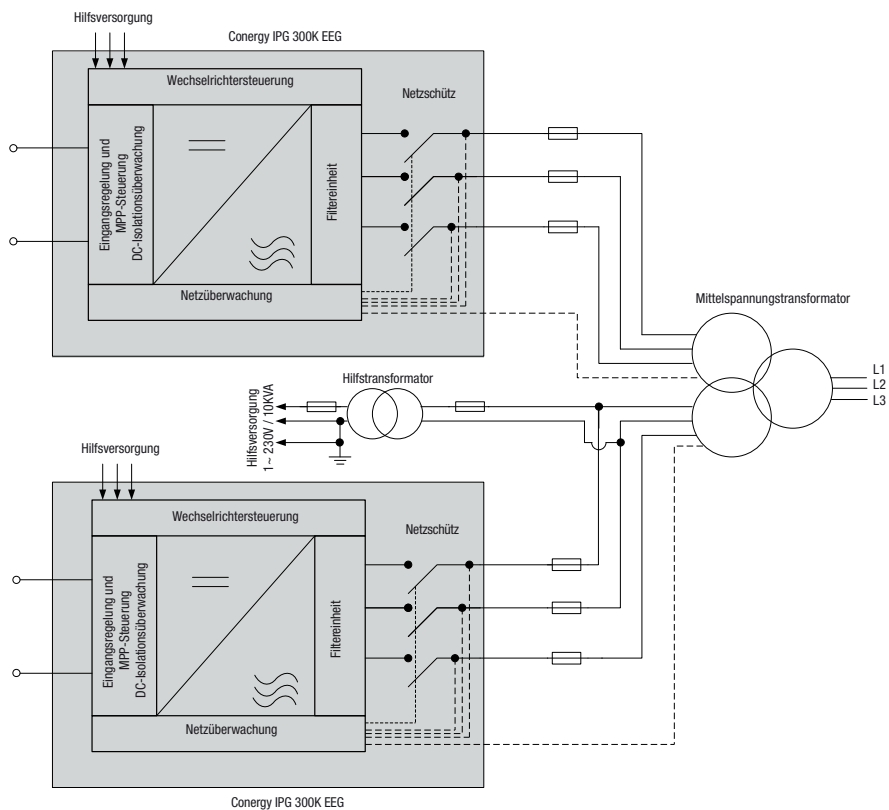 Hilfsversorgung
Conergy IPG 300K EEG
Wechselrichtersteuerung
Netzschütz
Eingangsregelung und
MPP-Steuerung
DC-Isolationsüberwachung
Filtereinheit
Netzüberwachung
Mittelspannungstransformator
L1
L2
L3
Hilfstransformator
Hilfsversorgung
1~ 230V / 10KVA
Hilfsversorgung
Wechselrichtersteuerung
Netzschütz
Eingangsregelung und
MPP-Steuerung
DC-Isolationsüberwachung
Filtereinheit
Netzüberwachung
Conergy IPG 300K EEG